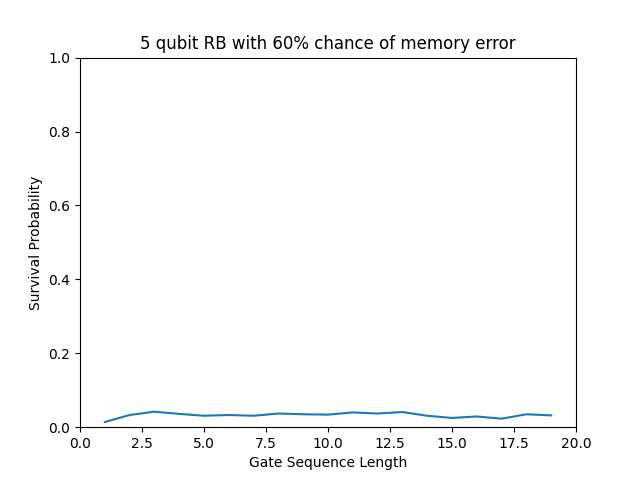 5 qubit RB with 60% chance of memory error
1.0
0.8
0.6
0.4
0.2
0.0
Survival Probability
0.0 2.5 5.0 7.5 10.0 12.5 15.0 17.5 20.0
Gate Sequence Length